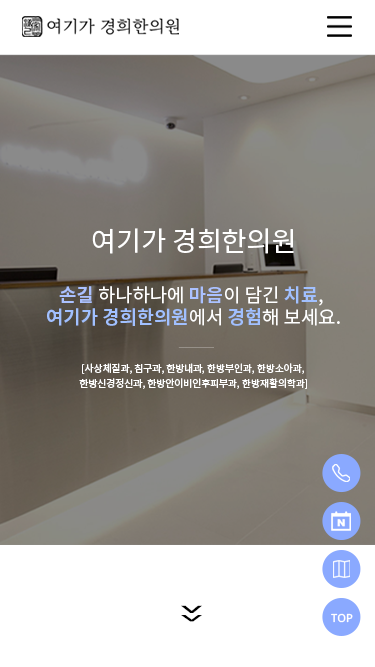 여기가 경희한의원
여기가 경희한의원
손길 하나하나에 마음이 담긴 치료,
여기가 경희한의원에서 경험해 보세요.
[사상체질과, 침구과, 한방내과, 한방부인과, 한방소아과,
한방신경정신과, 한방안이비인후피부과, 한방재활의학과]
N
TOP